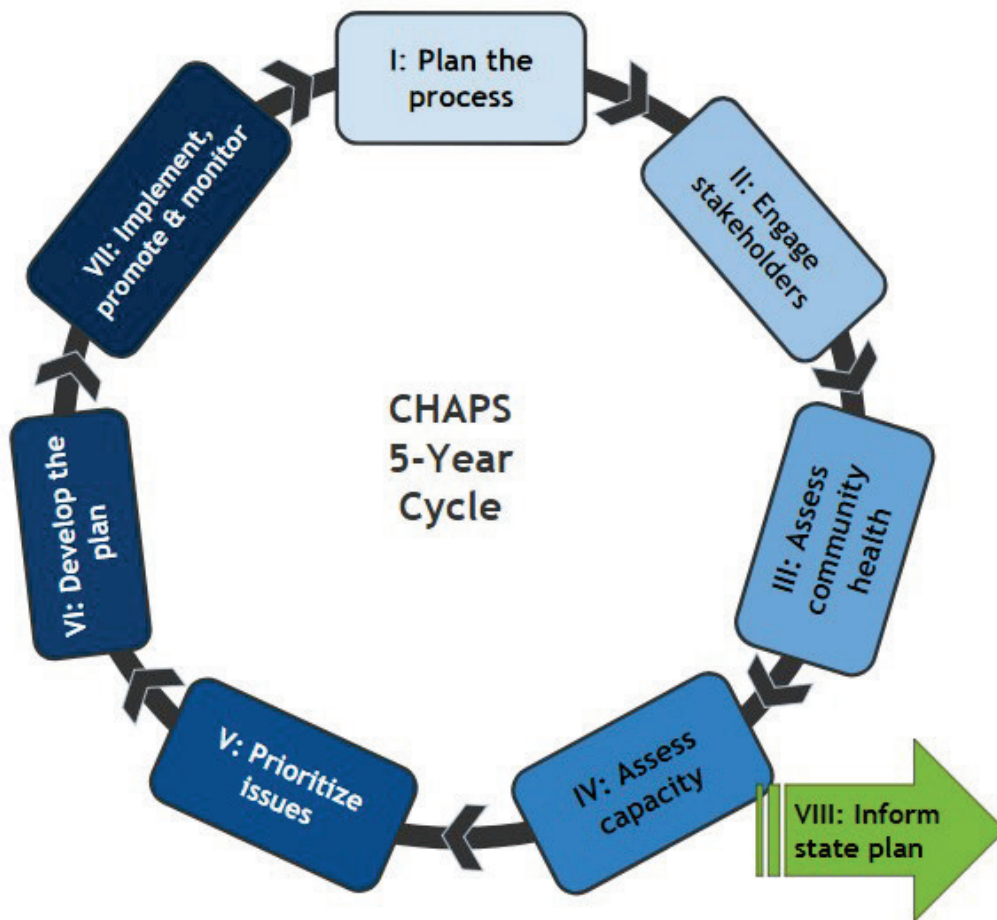 I: Plan the
process
II: Engage
stakeholders
III: Assess
community
health
IV: Assess
capacity
V: Prioritize
issues
VI: Develop the
plan
VII: Implement,
promote & monitor
VIII: Inform
state plan
CHAPS
5-Year
Cycle